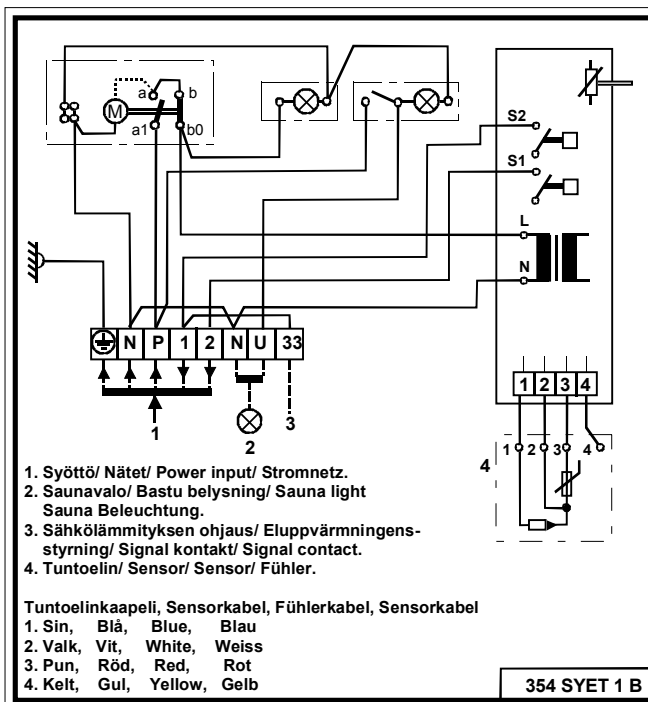 a b
M
a1 b0
S2
S1
L
N
N P 1 2 N U 33
1 2 3 4
1 2 3
4 1 2 3 4
1. Syöttö/ Nätet/ Power input/ Stromnetz.
2. Saunavalo/ Bastu belysning/ Sauna light
Sauna Beleuchtung.
3. Sähkölämmityksen ohjaus/ Eluppvärmningens-
styrning/ Signal kontakt/ Signal contact.
4. Tuntoelin/ Sensor/ Sensor/ Fühler.
Tuntoelinkaapeli, Sensorkabel, Fühlerkabel, Sensorkabel
1. Sin, Blå, Blue, Blau
2. Valk, Vit, White, Weiss
3. Pun, Röd, Red, Rot
4. Kelt, Gul, Yellow, Gelb
354 SYET 1 B